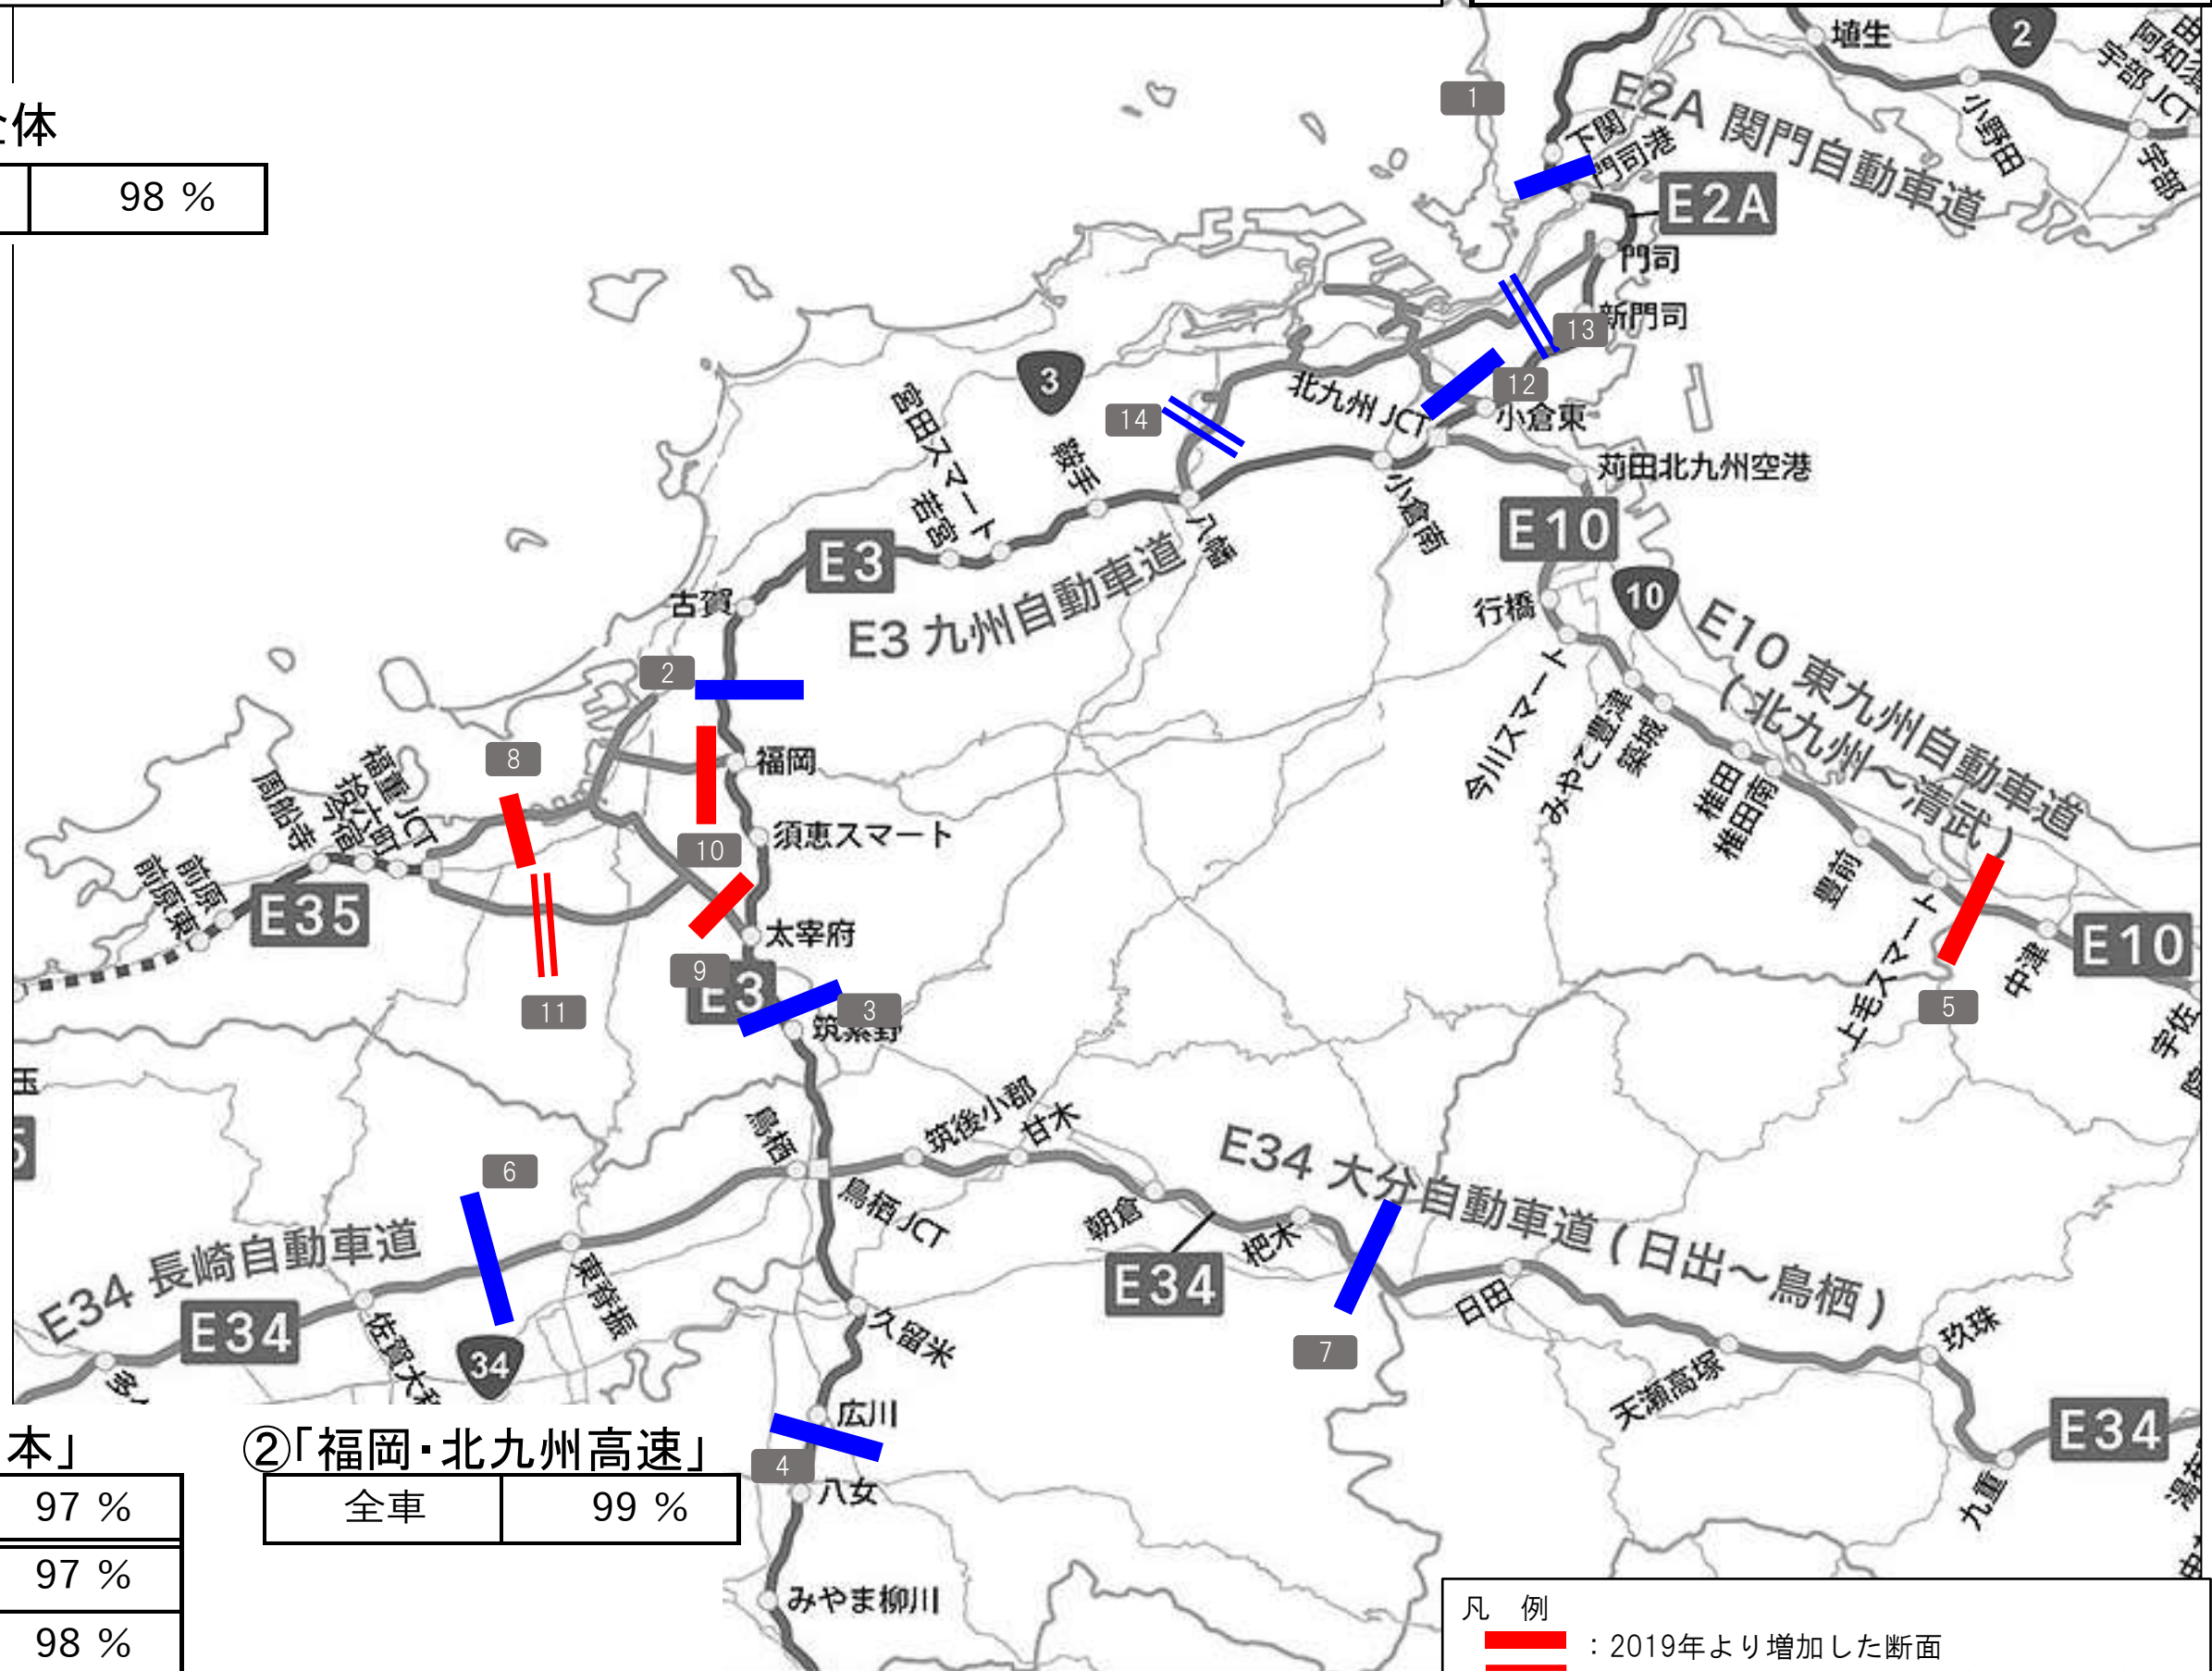 全体
98 %
1
埴生
2
阿知須
宇部 JCT
宇部
小野田
E2A 関門自動車道
下関
門司港
E2A
門司
新門司
13
12
14
3
北九州 JCT
小倉東
苅田北九州空港
E10
小倉南
八幡
鞍手
宮田スマート
若宮
E3
E3 九州自動車道
古賀
行橋
10
E10 東九州自動車道
(北九州～清武)
今川スマート
みやこ豊津
築城
椎田
椎田南
豊前
上毛スマート
中津
E10
宇佐
5
2
福岡
8
10
須恵スマート
福重 JCT
拾六町
今宿
周船寺
前原
前原東
E35
太宰府
9
E3
3
筑紫野
11
玉
5
6
鳥栖
筑後小郡
甘木
鳥栖 JCT
朝倉
杷木
E34 大分自動車道 (日出～鳥栖)
E34
7
日田
天瀬高塚
玖珠
E34
九重
E34 長崎自動車道
E34
東脊振
佐賀大和
34
多久
久留米
広川
4
八女
みやま柳川
本」
97 %
97 %
98 %
②「福岡・北九州高速」
全車
99 %
凡 例
：2019年より増加した断面